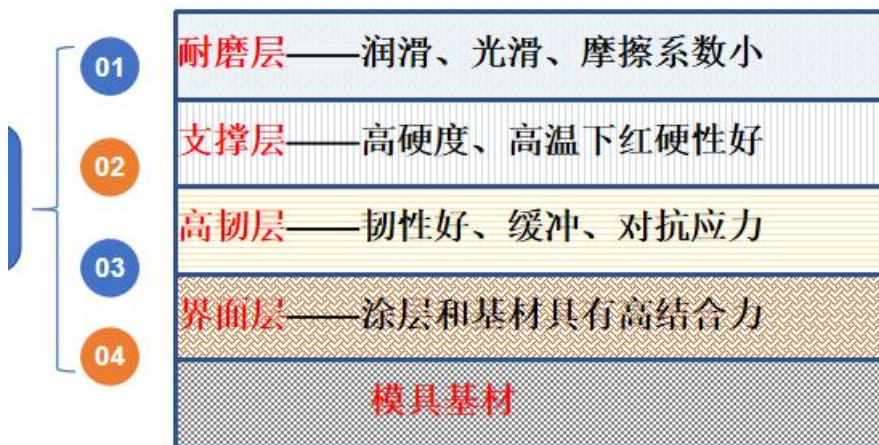 01
耐磨层——润滑、光滑、摩擦系数小
02
支撑层——高硬度、高温下红硬性好
03
高韧层——韧性好、缓冲、对抗应力
04
界面层——涂层和基材具有高结合力
模具基材